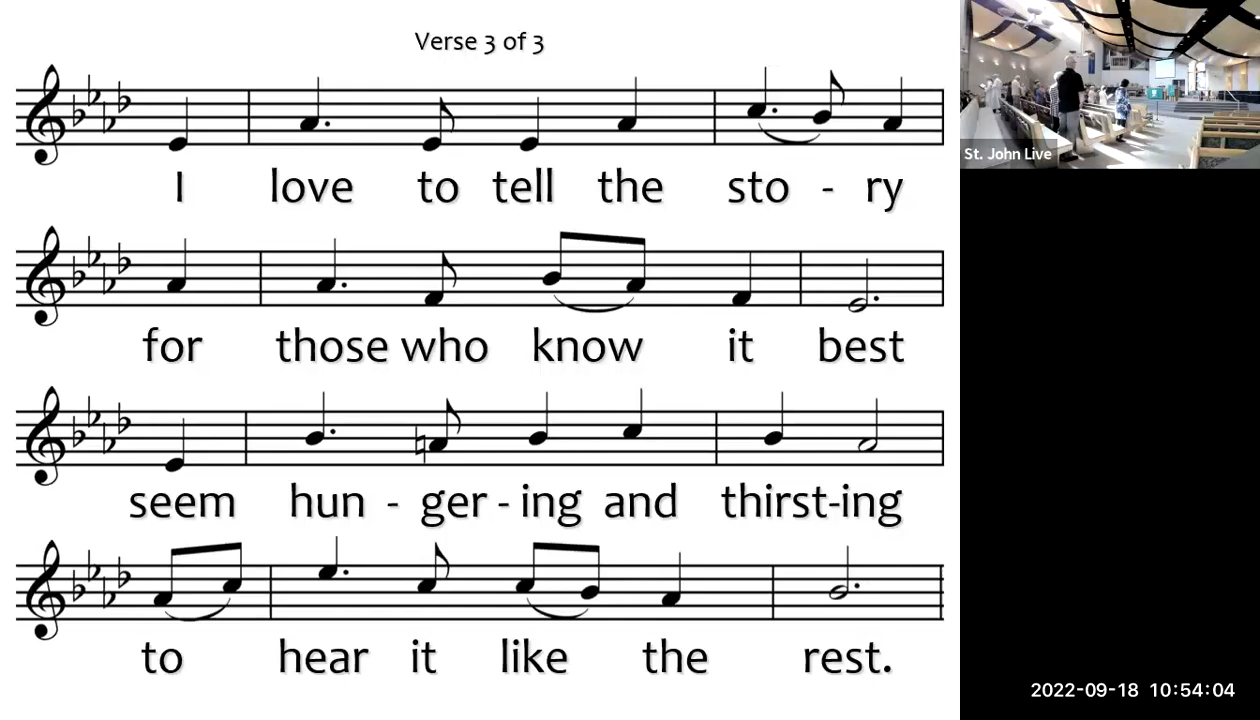 Verse 3 of 3
I love to tell the sto - ry
for those who know it best
seem hun - ger - ing and thirst-ing
to hear it like the rest.
St. John Live
2022-09-18 10:54:04